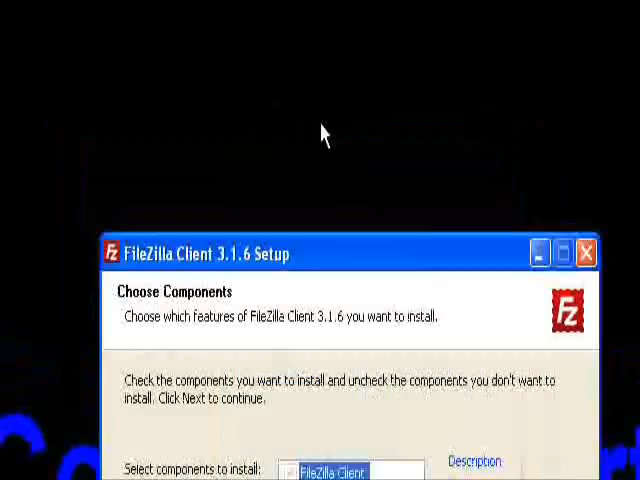 FileZilla Client 3.1.6 Setup
Choose Components
Choose which features of FileZilla Client 3.1.6 you want to install.
Fz
Check the components you want to install and uncheck the components you don't want to
install. Click Next to continue.
Select components to install:
FileZilla Client
Description